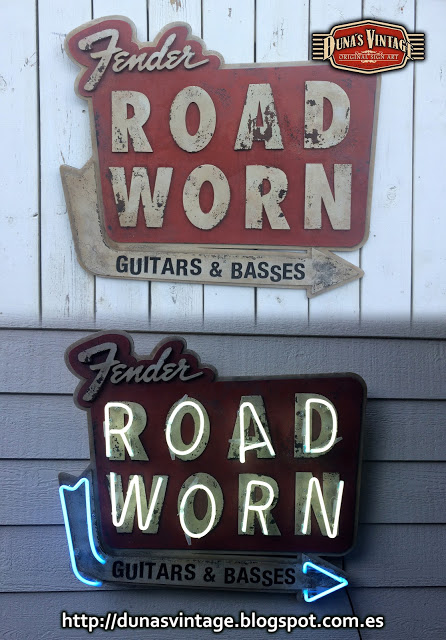 DUNA'S VINTAGE
ORIGINAL SIGN ART
Fender
ROAD
WORN
GUITARS & BASSES
Fender
ROAD
WORN
GUITARS & BASSES
http://dunasvintage.blogspot.com.es